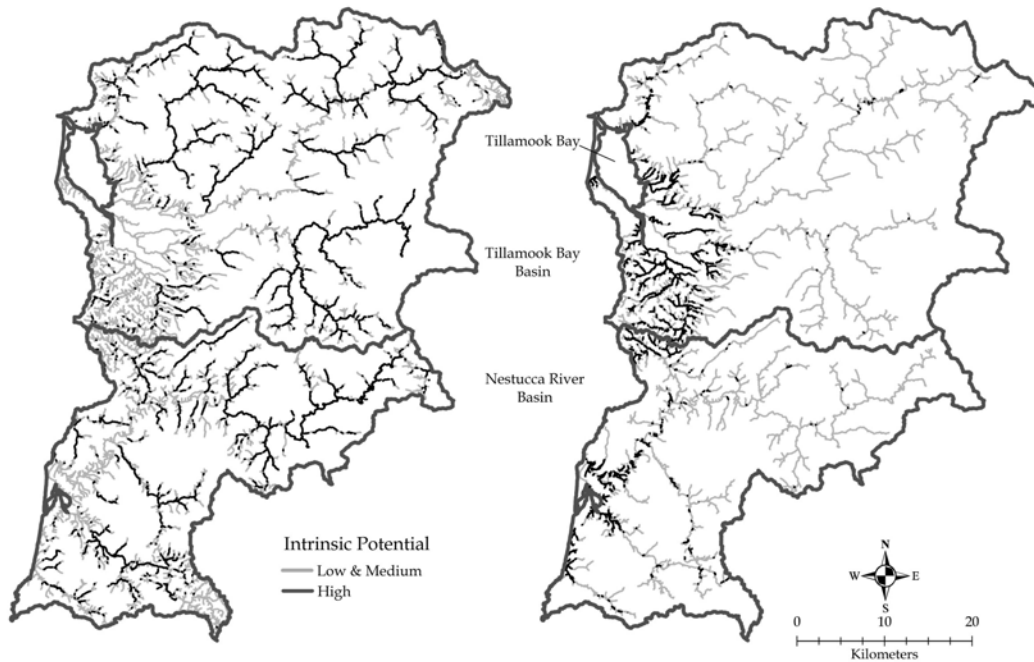 Tillamook Bay
Tillamook Bay
Basin
Nestucca River
Basin
Intrinsic Potential
Low & Medium
High
N
W E
S
0 10 20
Kilometers